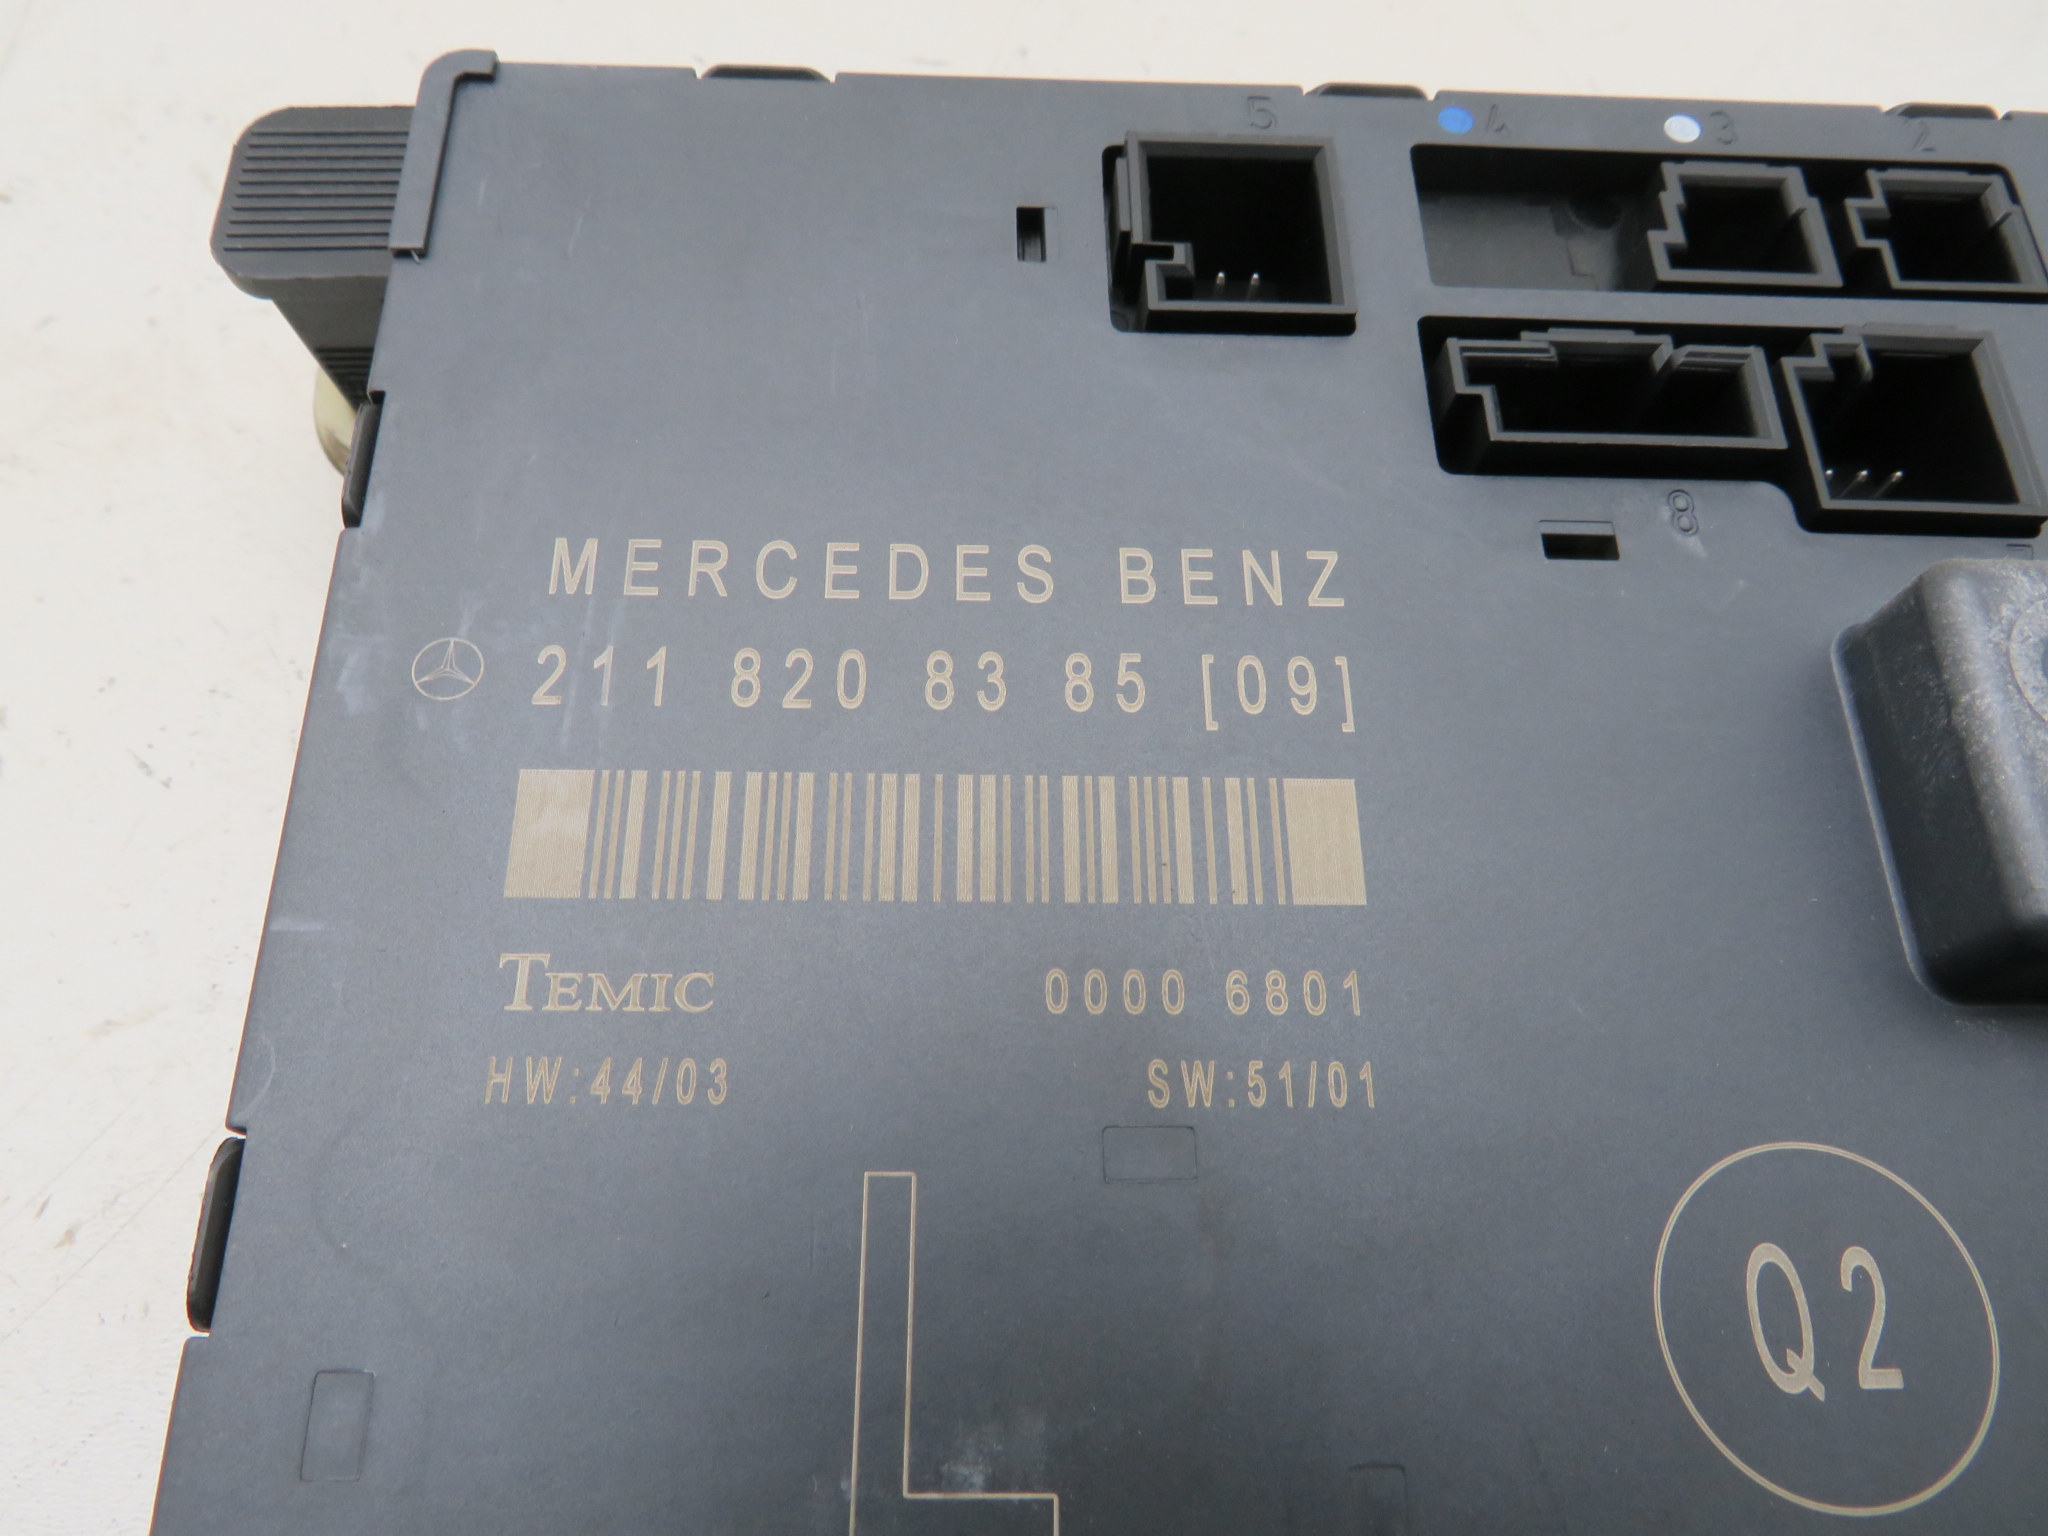 5 4 3 2
8
7
MERCEDES BENZ
211 820 83 85 [09]
TEMIC 0000 6801
HW:44/03 SW:51/01
L
Q2